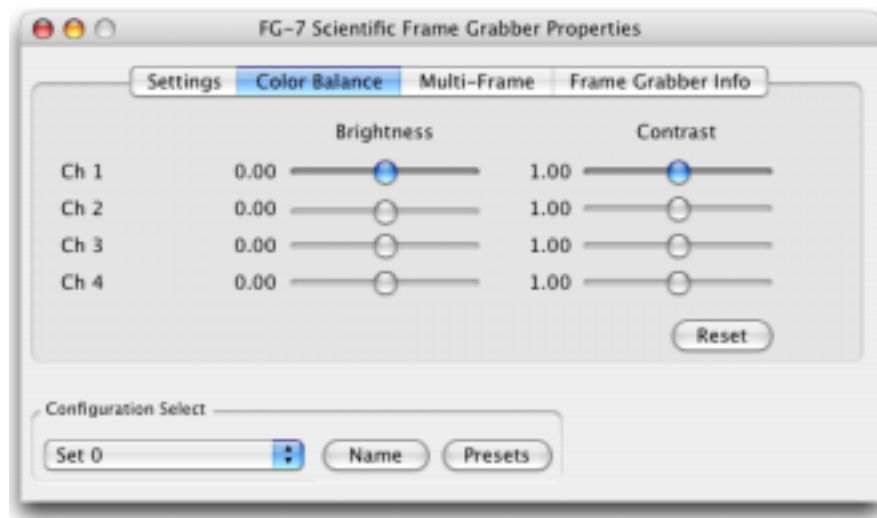 FG-7 Scientific Frame Grabber Properties
Settings Color Balance Multi-Frame Frame Grabber Info
Brightness Contrast
Ch 1 0.00 1.00
Ch 2 0.00 1.00
Ch 3 0.00 1.00
Ch 4 0.00 1.00
Reset
Configuration Select
Set 0 Name Presets